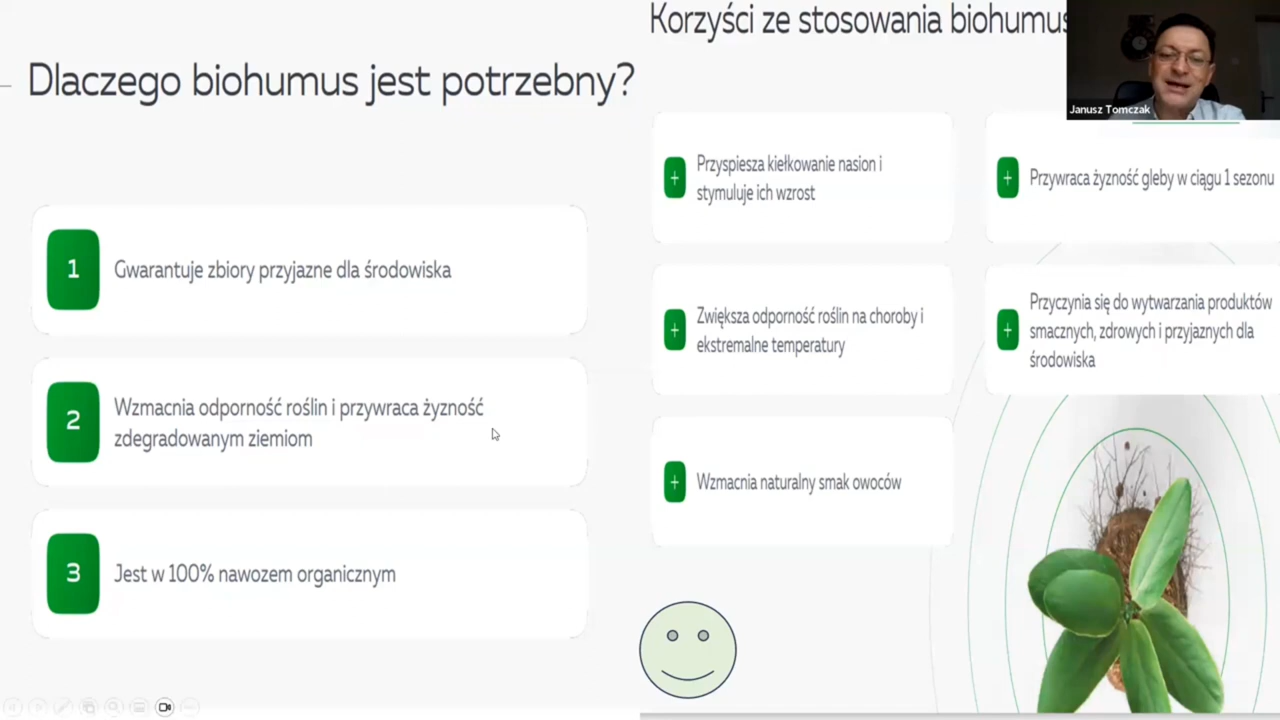 Dlaczego biohumus jest potrzebny?
1
Gwarantuje zbiory przyjazne dla środowiska
2
Wzmacnia odporność roślin i przywraca żyzność
zdegradowanym ziemiom
3
Jest w 100% nawozem organicznym
Korzyści ze stosowania biohumus
+
Przyspiesza kiełkowanie nasion i
stymuluje ich wzrost
+
Przywraca żyzność gleby w ciągu 1 sezonu
+
Zwiększa odporność roślin na choroby i
ekstremalne temperatury
+
Przyczynia się do wytwarzania produktów
smacznych, zdrowych i przyjaznych dla
środowiska
+
Wzmacnia naturalny smak owoców
Janusz Tomczak